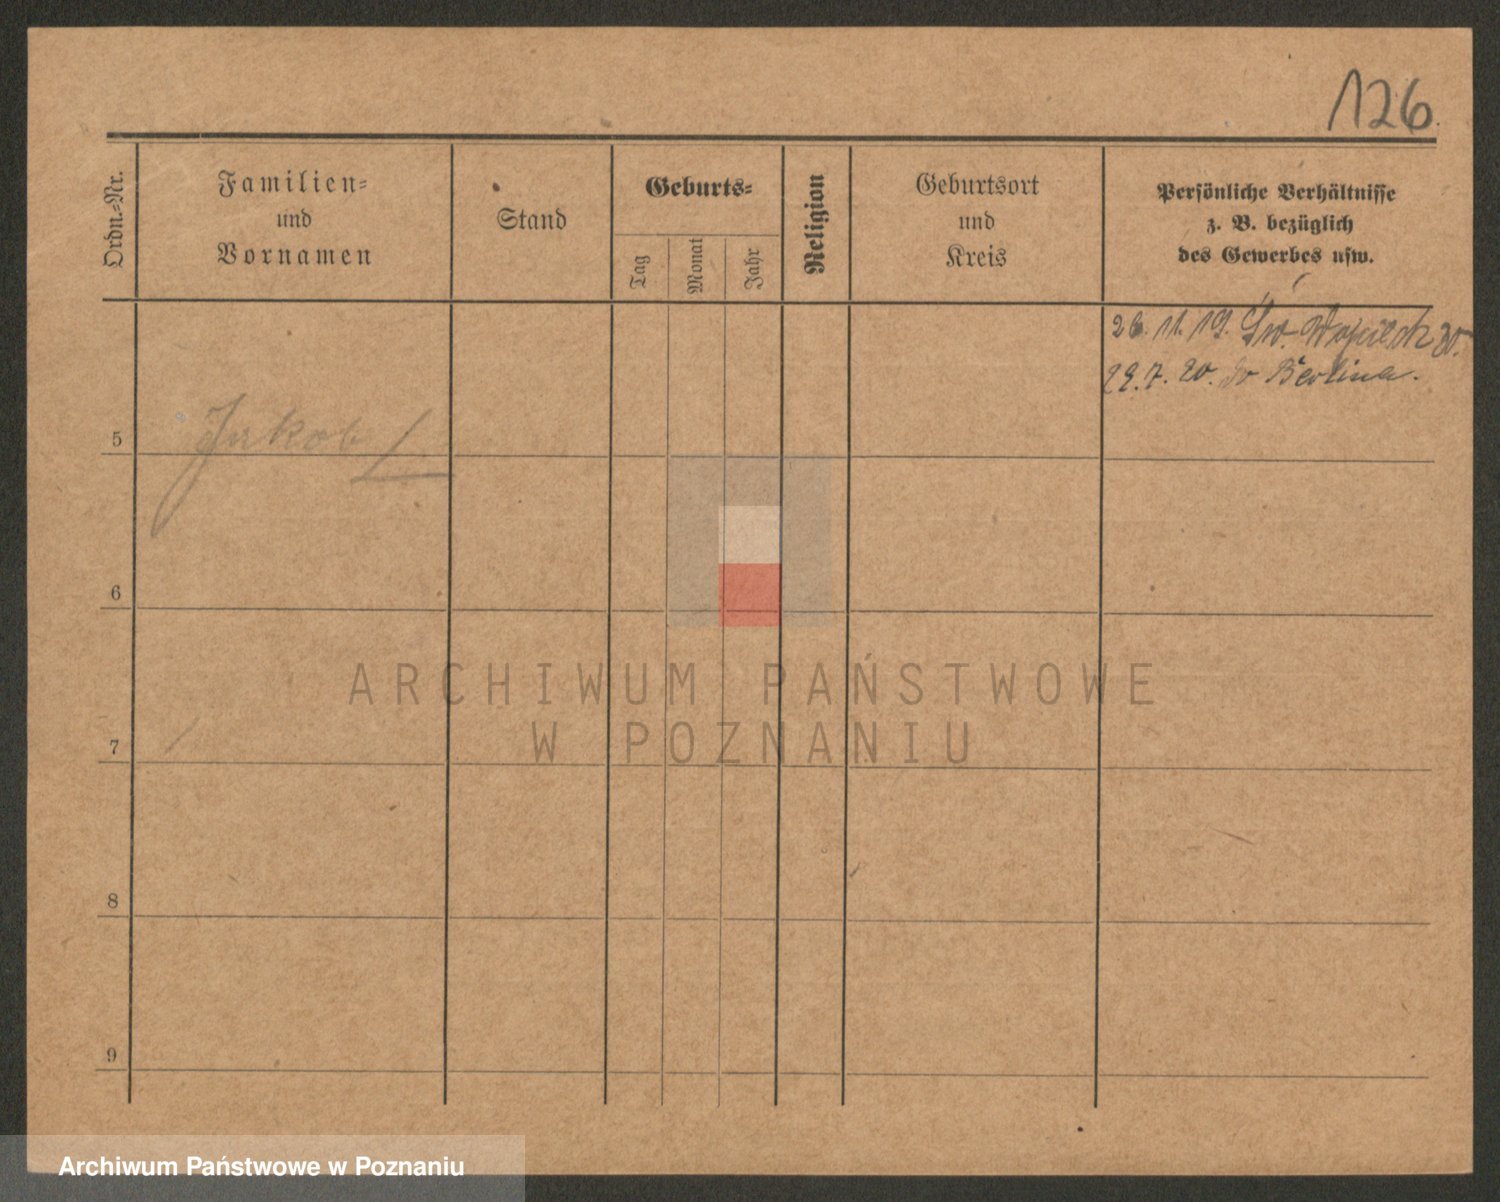 126.
Ordn.-Nr.
Familien-
und
Vornamen
Stand
Geburts-
Tag
Monat
Jahr
Religion
Geburtsort
und
Kreis
Persönliche Verhältnisse
z. B. bezüglich
des Gewerbes usw.
26. 11. 19. Św. 30.
29. 7. 20. do Berlina.
Jakob
5
6
7
8
9
ARCHIWUM PAŃSTWOWE
W POZNANIU
Archiwum Państwowe w Poznaniu